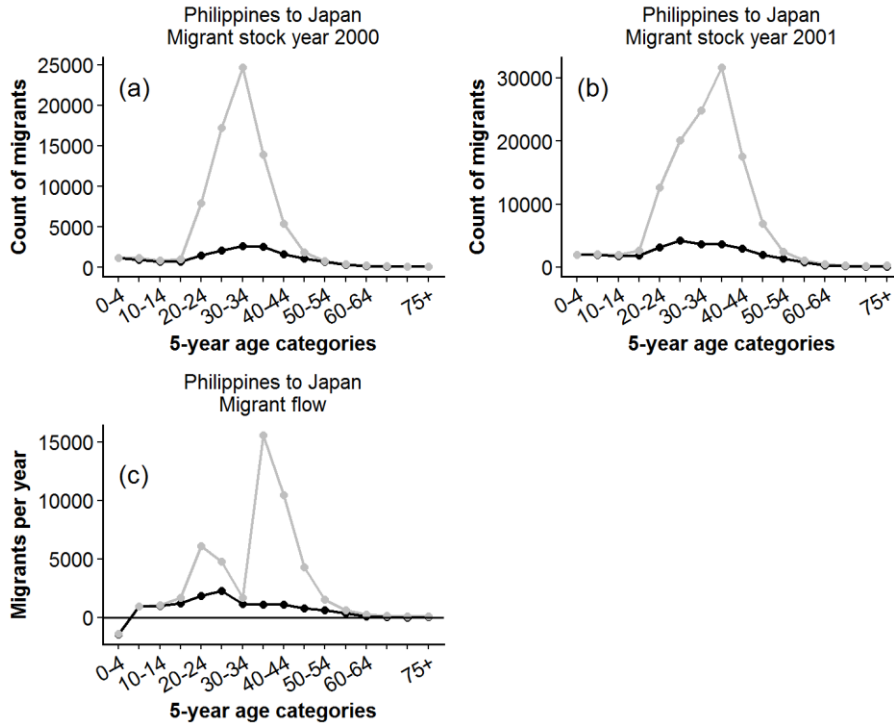 Philippines to Japan
Migrant stock year 2000
(a)
25000
20000
15000
10000
5000
0
Count of migrants
0-4
10-14
20-24
30-34
40-44
50-54
60-64
75+
5-year age categories
Philippines to Japan
Migrant stock year 2001
(b)
30000
20000
10000
0
Count of migrants
0-4
10-14
20-24
30-34
40-44
50-54
60-64
75+
5-year age categories
Philippines to Japan
Migrant flow
(c)
15000
10000
5000
0
Migrants per year
0-4
10-14
20-24
30-34
40-44
50-54
60-64
75+
5-year age categories